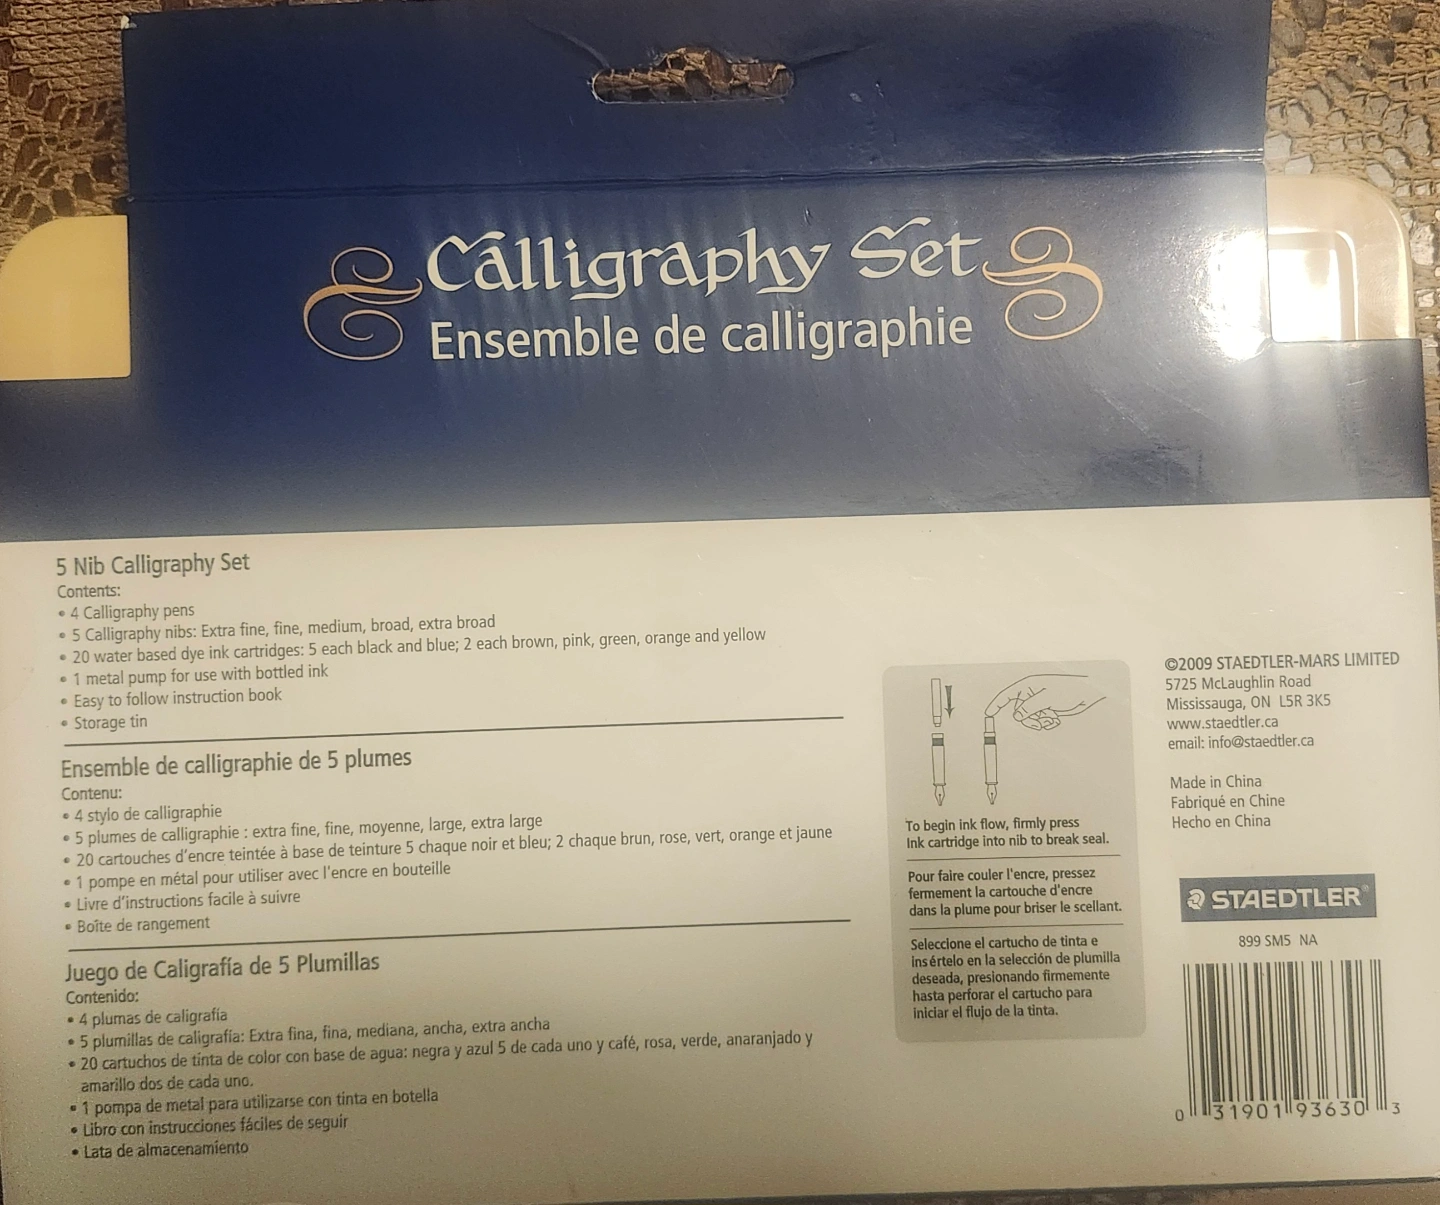 Calligraphy Set
Ensemble de calligraphie
5 Nib Calligraphy Set
Contents:
• 4 Calligraphy pens
• 5 Calligraphy nibs: Extra fine, fine, medium, broad, extra broad
• 20 water based dye ink cartridges: 5 each black and blue; 2 each brown, pink, green, orange and yellow
• 1 metal pump for use with bottled ink
• Easy to follow instruction book
• Storage tin
Ensemble de calligraphie de 5 plumes
Contenu:
• 4 stylo de calligraphie
• 5 plumes de calligraphie : extra fine, fine, moyenne, large, extra large
• 20 cartouches d'encre teintée à base de teinture 5 chaque noir et bleu; 2 chaque brun, rose, vert, orange et jaune
• 1 pompe en métal pour utiliser avec l'encre en bouteille
• Livre d'instructions facile à suivre
• Boîte de rangement
Juego de Caligrafía de 5 Plumillas
Contenido:
• 4 plumas de caligrafía
• 5 plumillas de caligrafía: Extra fina, fina, mediana, ancha, extra ancha
• 20 cartuchos de tinta de color con base de agua: negra y azul 5 de cada uno y café, rosa, verde, anaranjado y
amarillo dos de cada uno.
• 1 pompa de metal para utilizarse con tinta en botella
• Libro con instrucciones fáciles de seguir
• Lata de almacenamiento
To begin ink flow, firmly press
Ink cartridge into nib to break seal.
Pour faire couler l'encre, pressez
fermement la cartouche d'encre
dans la plume pour briser le scellant.
Seleccione el cartucho de tinta e
insértelo en la selección de plumilla
deseada, presionando firmemente
hasta perforar el cartucho para
iniciar el flujo de la tinta.
©2009 STAEDTLER-MARS LIMITED
5725 McLaughlin Road
Mississauga, ON L5R 3K5
www.staedtler.ca
email: info@staedtler.ca
Made in China
Fabriqué en Chine
Hecho en China
STAEDTLER®
899 SM5 NA
0 31901 93630 3